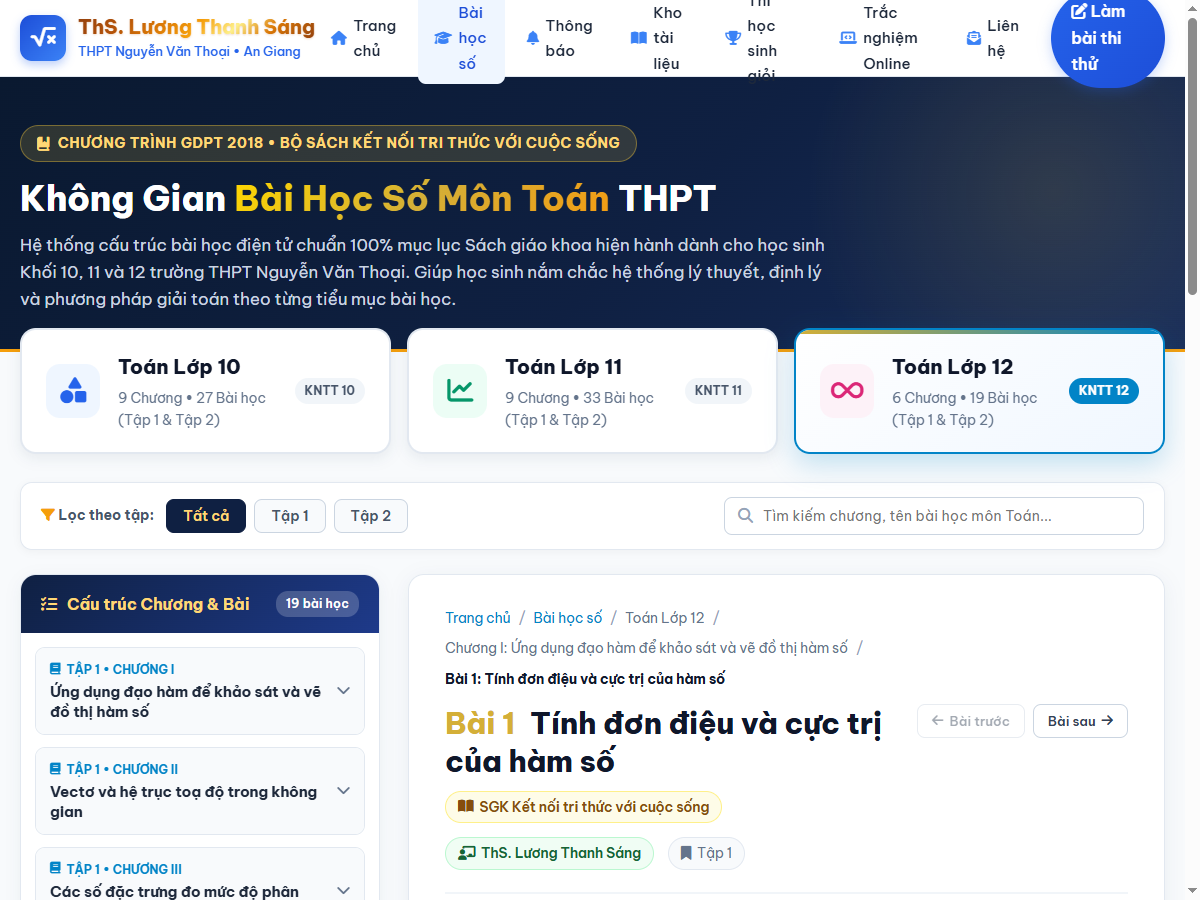 ThS. Lương Thanh Sáng
THPT Nguyễn Văn Thoại • An Giang
Trang
chủ
Bài
học
số
Thông
báo
Kho
tài
liệu
Thi
học
sinh
giỏi
Trắc
nghiệm
Online
Liên
hệ
Làm
bài thi
thử
CHƯƠNG TRÌNH GDPT 2018 • BỘ SÁCH KẾT NỐI TRI THỨC VỚI CUỘC SỐNG
Không Gian Bài Học Số Môn Toán THPT
Hệ thống cấu trúc bài học điện tử chuẩn 100% mục lục Sách giáo khoa hiện hành dành cho học sinh
Khối 10, 11 và 12 trường THPT Nguyễn Văn Thoại. Giúp học sinh nắm chắc hệ thống lý thuyết, định lý
và phương pháp giải toán theo từng tiểu mục bài học.
Toán Lớp 10
9 Chương • 27 Bài học
(Tập 1 & Tập 2)
KNTT 10
Toán Lớp 11
9 Chương • 33 Bài học
(Tập 1 & Tập 2)
KNTT 11
Toán Lớp 12
6 Chương • 19 Bài học
(Tập 1 & Tập 2)
KNTT 12
Lọc theo tập:
Tất cả
Tập 1
Tập 2
Tìm kiếm chương, tên bài học môn Toán...
Cấu trúc Chương & Bài
19 bài học
TẬP 1 • CHƯƠNG I
Ứng dụng đạo hàm để khảo sát và vẽ
đồ thị hàm số
TẬP 1 • CHƯƠNG II
Vectơ và hệ trục toạ độ trong không
gian
TẬP 1 • CHƯƠNG III
Các số đặc trưng đo mức độ phân
Trang chủ / Bài học số / Toán Lớp 12 /
Chương I: Ứng dụng đạo hàm để khảo sát và vẽ đồ thị hàm số /
Bài 1: Tính đơn điệu và cực trị của hàm số
Bài 1 Tính đơn điệu và cực trị
của hàm số
Bài trước
Bài sau
SGK Kết nối tri thức với cuộc sống
ThS. Lương Thanh Sáng
Tập 1